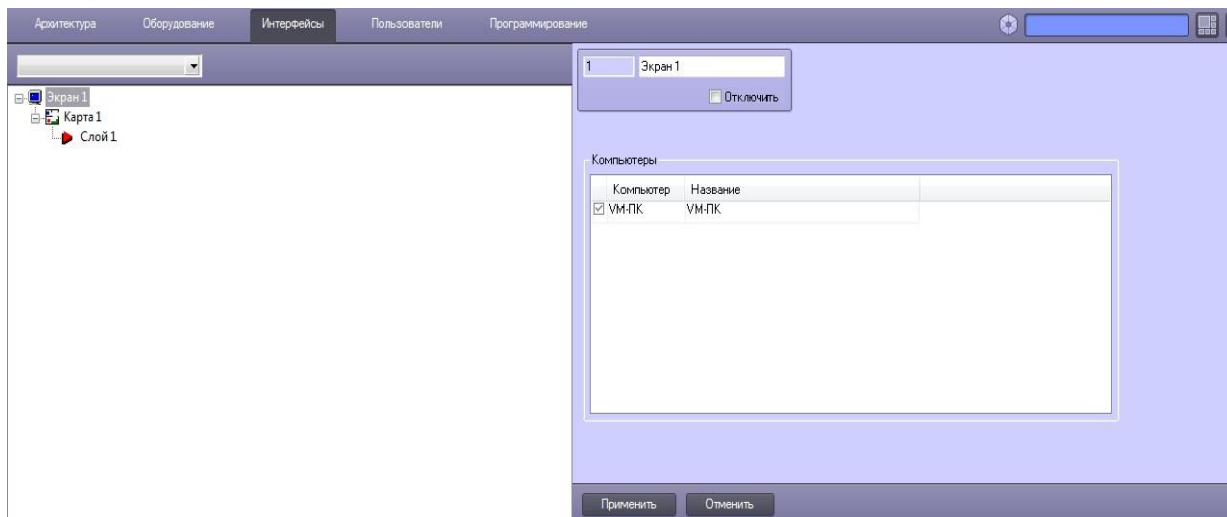 Архитектура Оборудование Интерфейсы Пользователи Программирование
1 Экран 1
Отключить
Экран 1
Карта 1
Слой 1
Компьютеры
Компьютер Название
VM-ПК VM-ПК
Применить Отменить